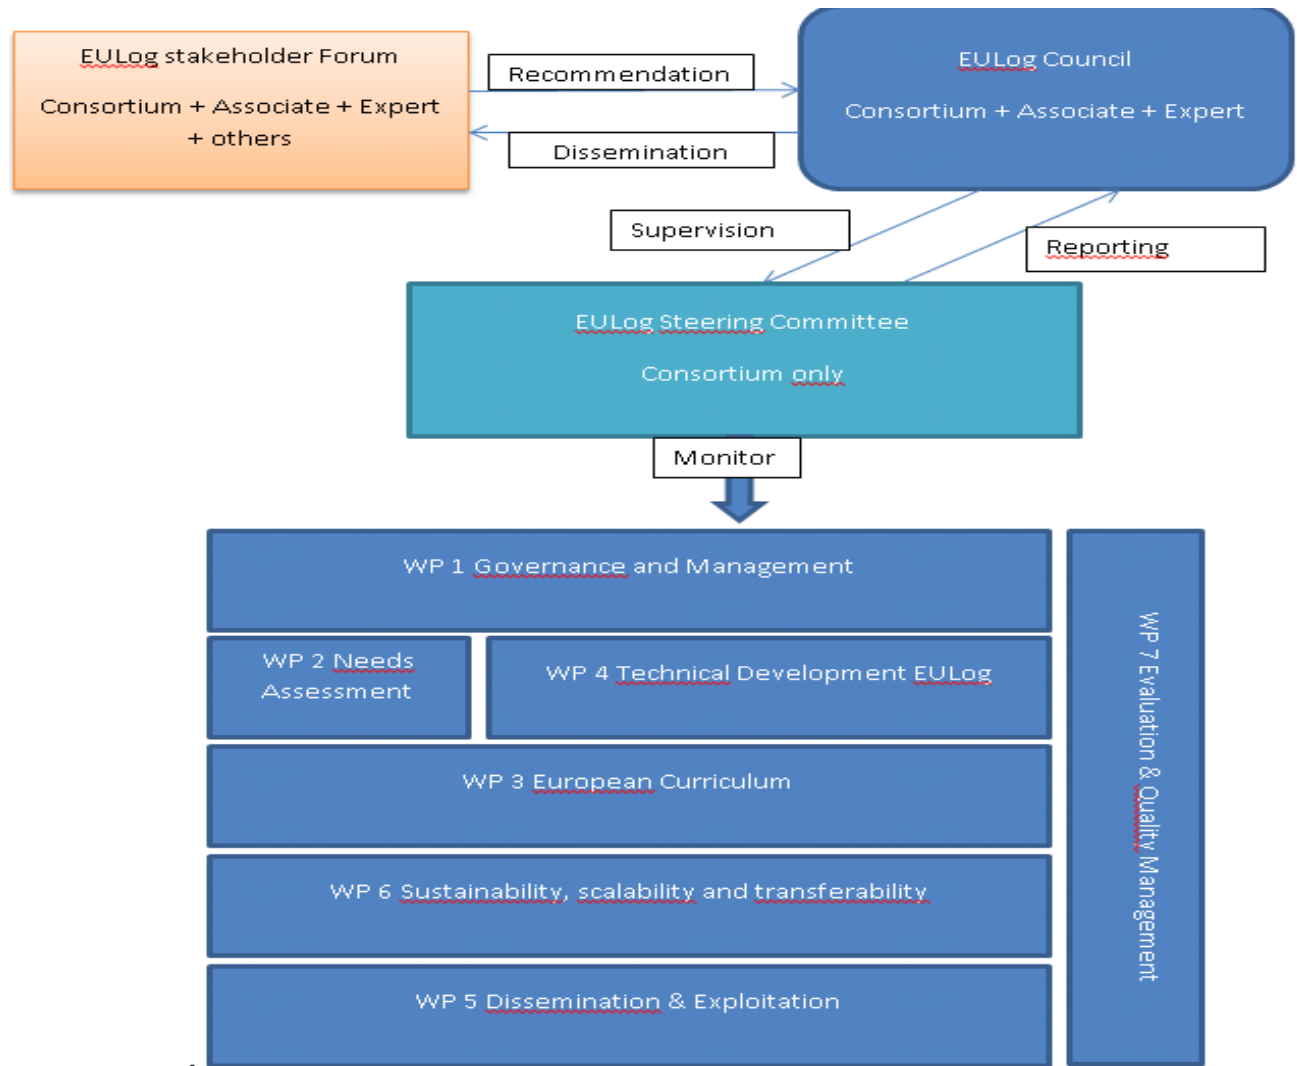 EULog stakeholder Forum
Consortium + Associate + Expert
+ others
Recommendation
Dissemination
EULog Council
Consortium + Associate + Expert
Supervision
Reporting
EULog Steering Committee
Consortium only
Monitor
WP 1 Governance and Management
WP 2 Needs
Assessment
WP 4 Technical Development EULog
WP 3 European Curriculum
WP 6 Sustainability, scalability and transferability
WP 5 Dissemination & Exploitation
WP 7 Evaluation & Quality Management